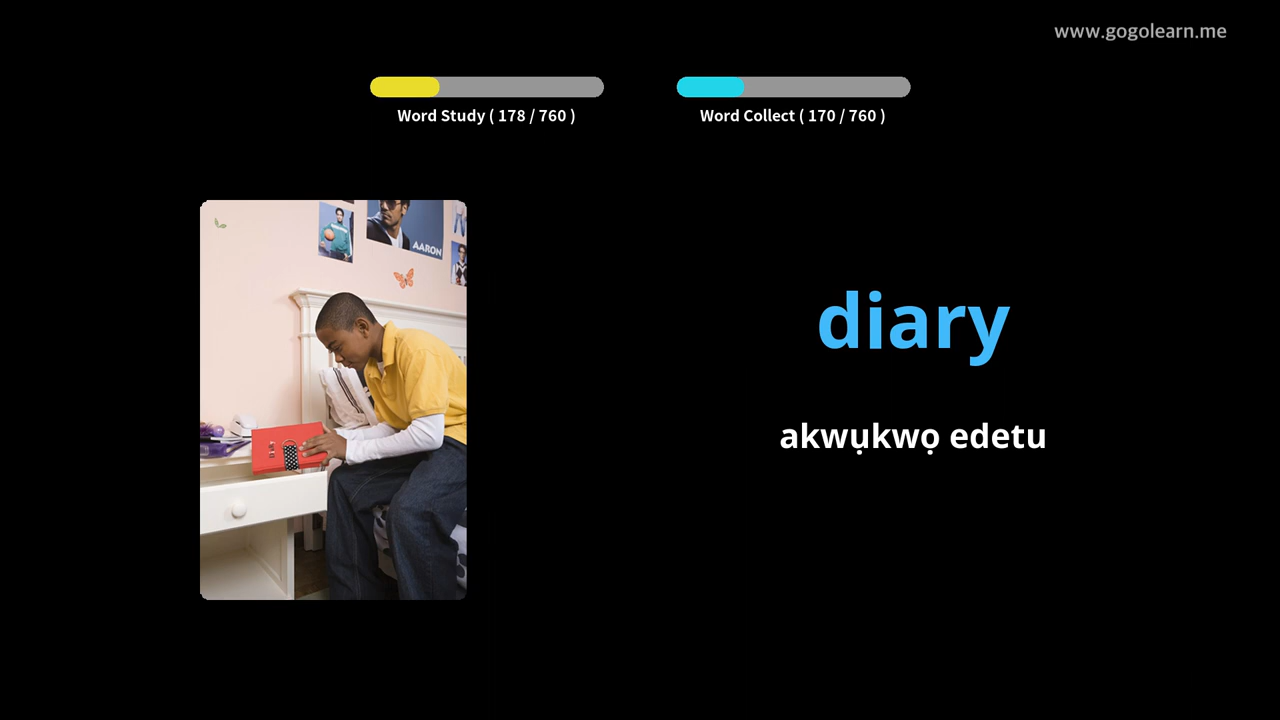 www.gogolearn.me
Word Study ( 178 / 760 )
Word Collect ( 170 / 760 )
AARON
diary
akwụkwọ edetu